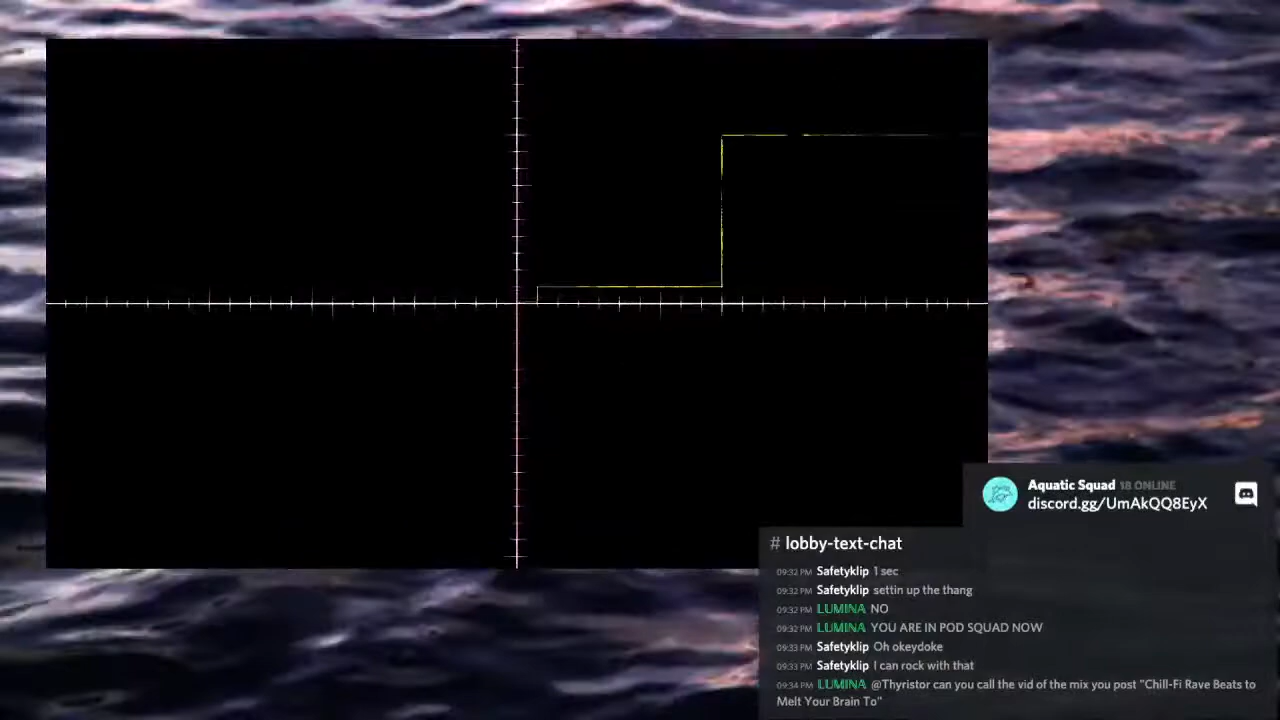 Aquatic Squad 18 ONLINE
discord.gg/UmAkQQ8EyX
# lobby-text-chat
09:32 PM Safetyklip 1 sec
09:32 PM Safetyklip settin up the thang
09:32 PM LUMINA NO
09:32 PM LUMINA YOU ARE IN POD SQUAD NOW
09:33 PM Safetyklip Oh okeydoke
09:33 PM Safetyklip I can rock with that
09:34 PM LUMINA @Thyristor can you call the vid of the mix you post "Chill-Fi Rave Beats to
Melt Your Brain To"